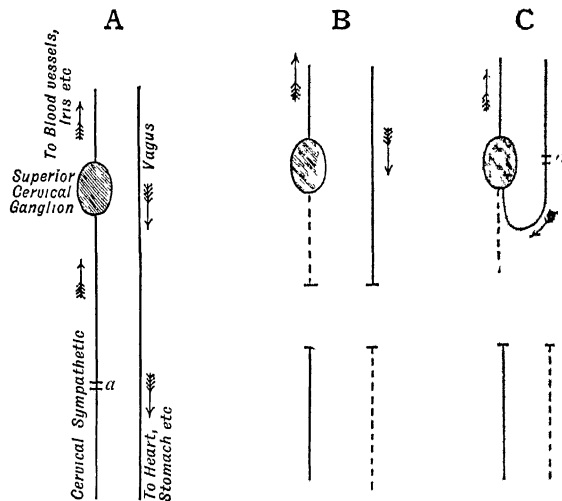 A
B
C
To Blood vessels,
Iris etc
Superior
Cervical
Ganglion
Vagus
Cervical Sympathetic
a
To Heart,
Stomach etc